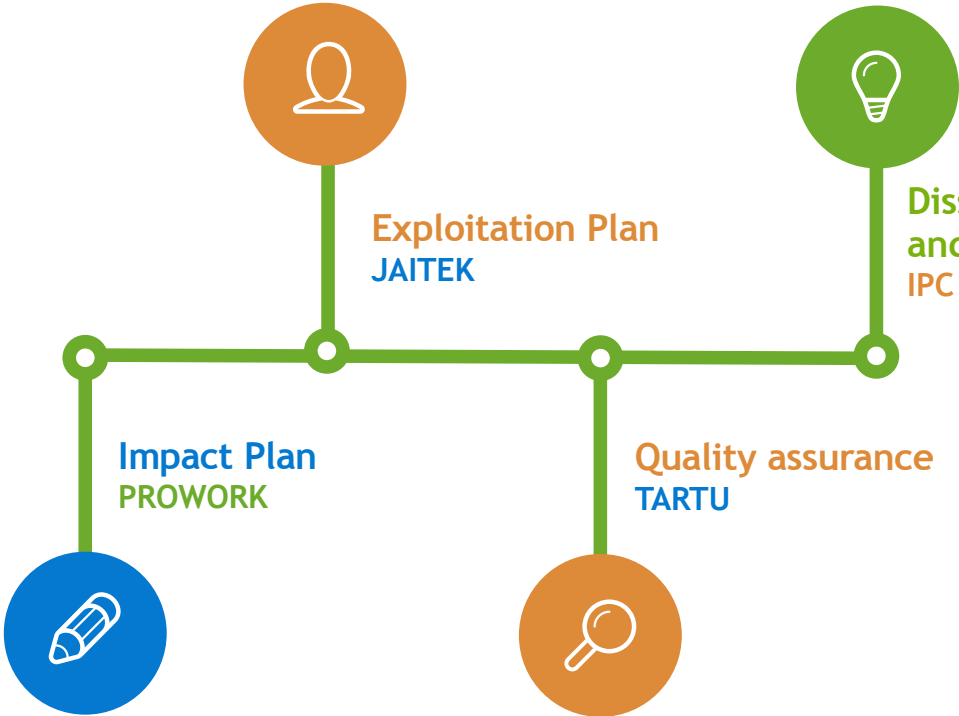 Exploitation Plan
JAITEK
IPC
Impact Plan
PROWORK
Quality assurance
TARTU